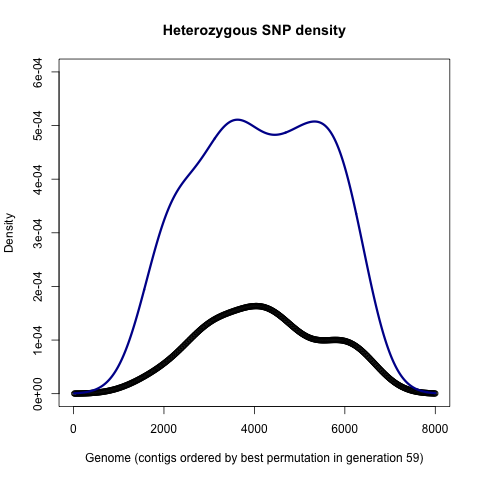 Heterozygous SNP density
Density
6e-04
5e-04
4e-04
3e-04
2e-04
1e-04
0e+00
0 2000 4000 6000 8000
Genome (contigs ordered by best permutation in generation 59)